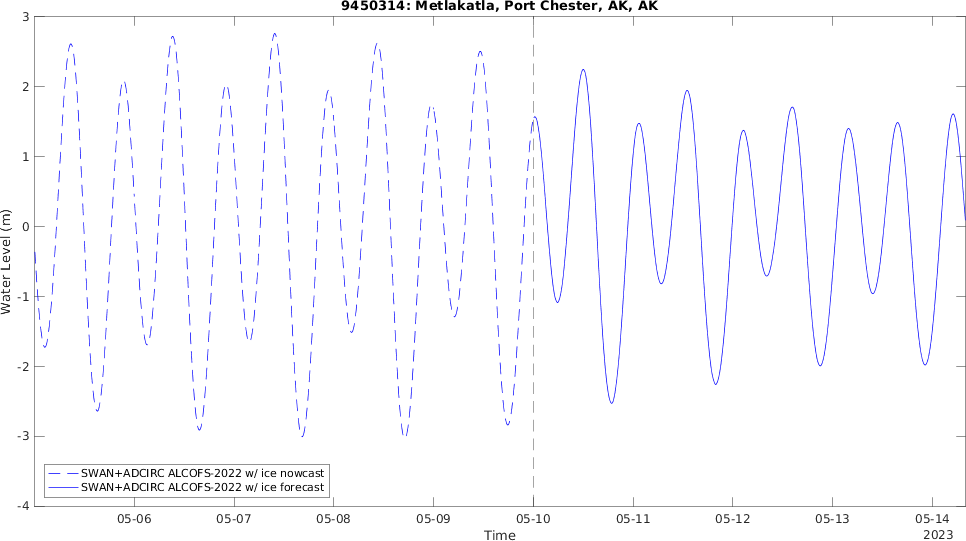 9450314: Metlakatla, Port Chester, AK, AK
3
2
1
0
-1
-2
-3
-4
Water Level (m)
SWAN+ADCIRC ALCOFS-2022 w/ ice nowcast
SWAN+ADCIRC ALCOFS-2022 w/ ice forecast
05-06 05-07 05-08 05-09 05-10 05-11 05-12 05-13 05-14
Time
2023